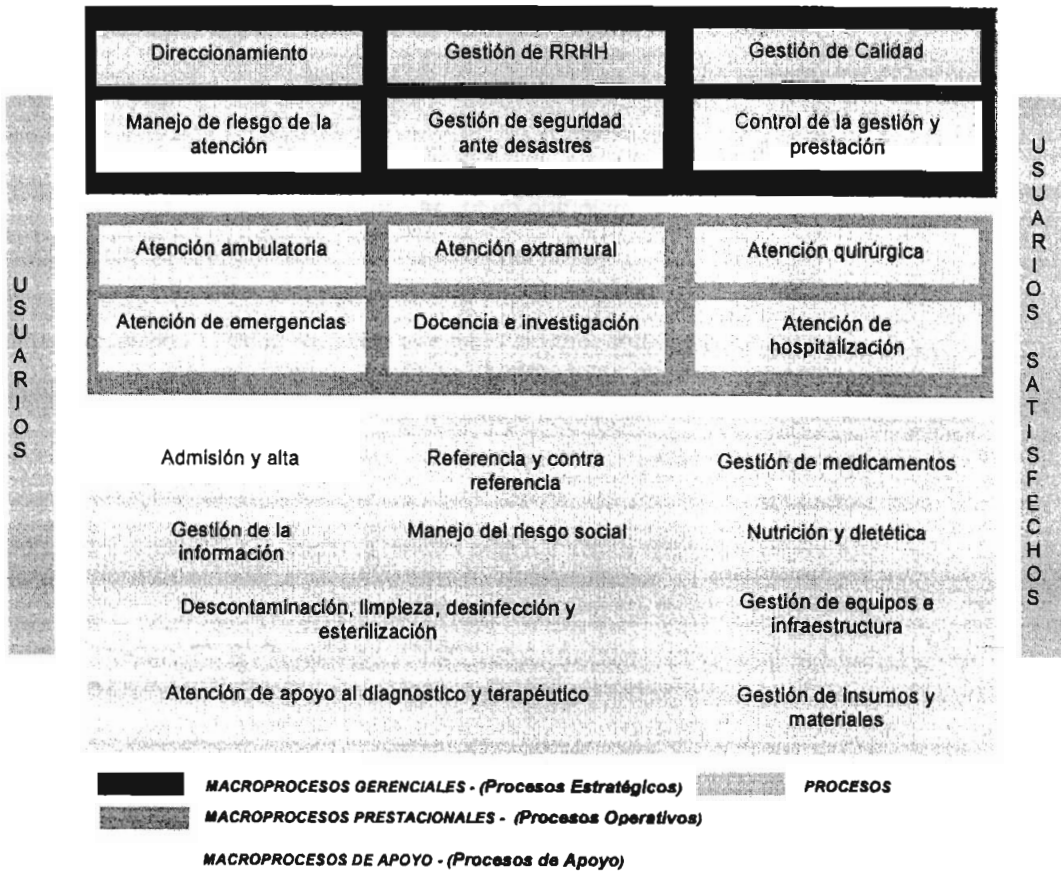 Direccionamiento
Gestión de RRHH
Gestión de Calidad
Manejo de riesgo de la
atención
Gestión de seguridad
ante desastres
Control de la gestión y
prestación
USUARIOS
Atención ambulatoria
Atención extramural
Atención quirúrgica
Atención de emergencias
Docencia e investigación
Atención de
hospitalización
Admisión y alta
Referencia y contra
referencia
Gestión de medicamentos
Gestión de la
información
Manejo del riesgo social
Nutrición y dietética
Descontaminación, limpieza, desinfección y
esterilización
Gestión de equipos e
infraestructura
Atención de apoyo al diagnostico y terapéutico
Gestión de insumos y
materiales
USUARIOS SATISFECHOS
MACROPROCESOS GERENCIALES - (Procesos Estratégicos)
PROCESOS
MACROPROCESOS PRESTACIONALES - (Procesos Operativos)
MACROPROCESOS DE APOYO - (Procesos de Apoyo)